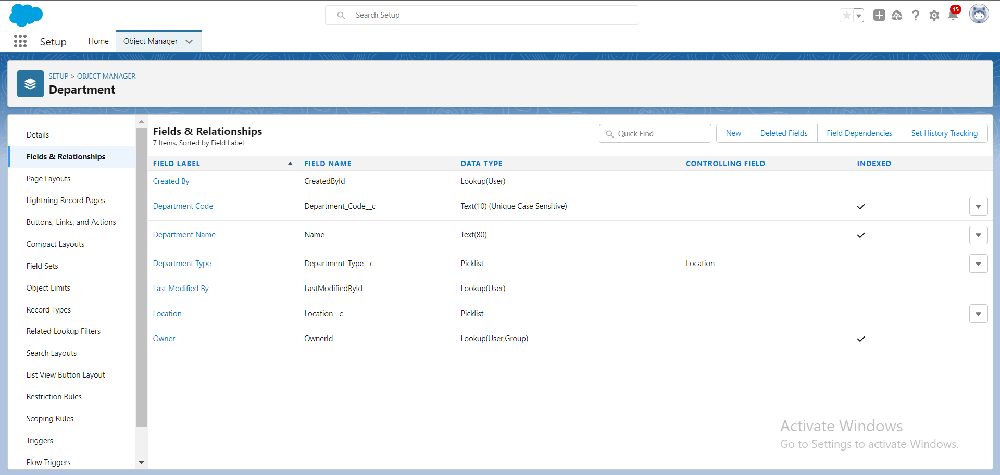 Search Setup
15
Setup
Home
Object Manager
SETUP > OBJECT MANAGER
Department
Details
Fields & Relationships
Page Layouts
Lightning Record Pages
Buttons, Links, and Actions
Compact Layouts
Field Sets
Object Limits
Record Types
Related Lookup Filters
Search Layouts
List View Button Layout
Restriction Rules
Scoping Rules
Triggers
Flow Triggers
Fields & Relationships
7 Items, Sorted by Field Label
Quick Find
New
Deleted Fields
Field Dependencies
Set History Tracking
FIELD LABEL FIELD NAME DATA TYPE CONTROLLING FIELD INDEXED
Created By CreatedById Lookup(User)
Department Code Department_Code__c Text(10) (Unique Case Sensitive)
Department Name Name Text(80)
Department Type Department_Type__c Picklist Location
Last Modified By LastModifiedById Lookup(User)
Location Location__c Picklist
Owner OwnerId Lookup(User,Group)
Activate Windows
Go to Settings to activate Windows.